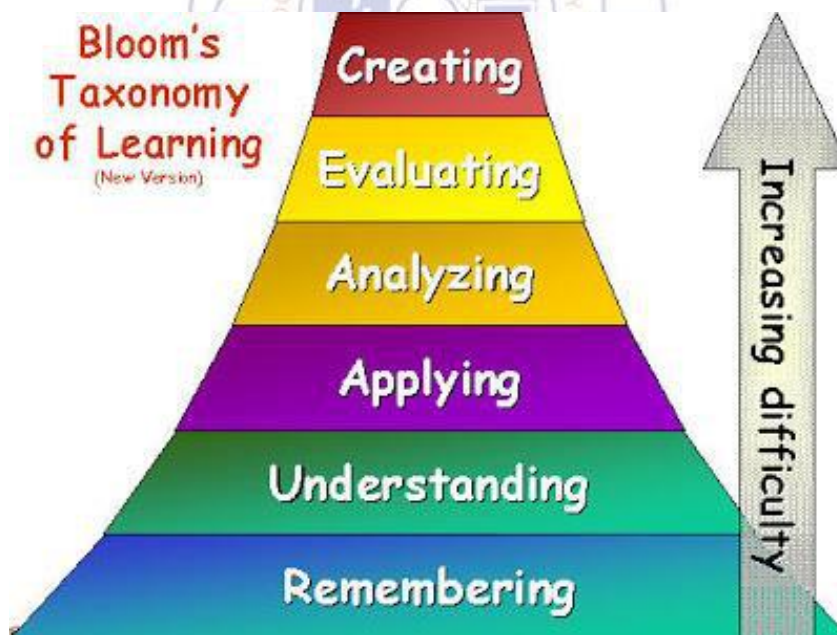 Bloom's
Taxonomy
of Learning
(New Version)
Creating
Evaluating
Analyzing
Applying
Understanding
Remembering
Increasing difficulty